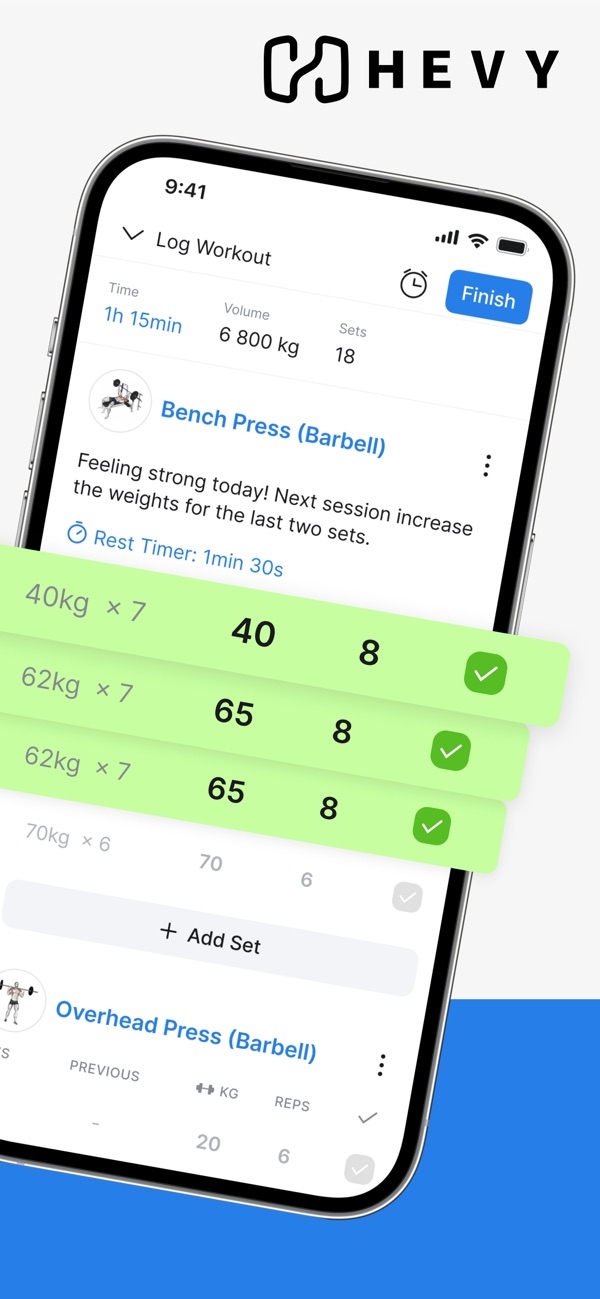 HEVY
9:41
Log Workout
Finish
Time
1h 15min
Volume
6 800 kg
Sets
18
Bench Press (Barbell)
Feeling strong today! Next session increase
the weights for the last two sets.
Rest Timer: 1min 30s
40kg × 7 40 8
62kg × 7 65 8
62kg × 7 65 8
70kg × 6 70 6
+ Add Set
Overhead Press (Barbell)
PREVIOUS KG REPS
- 20 6